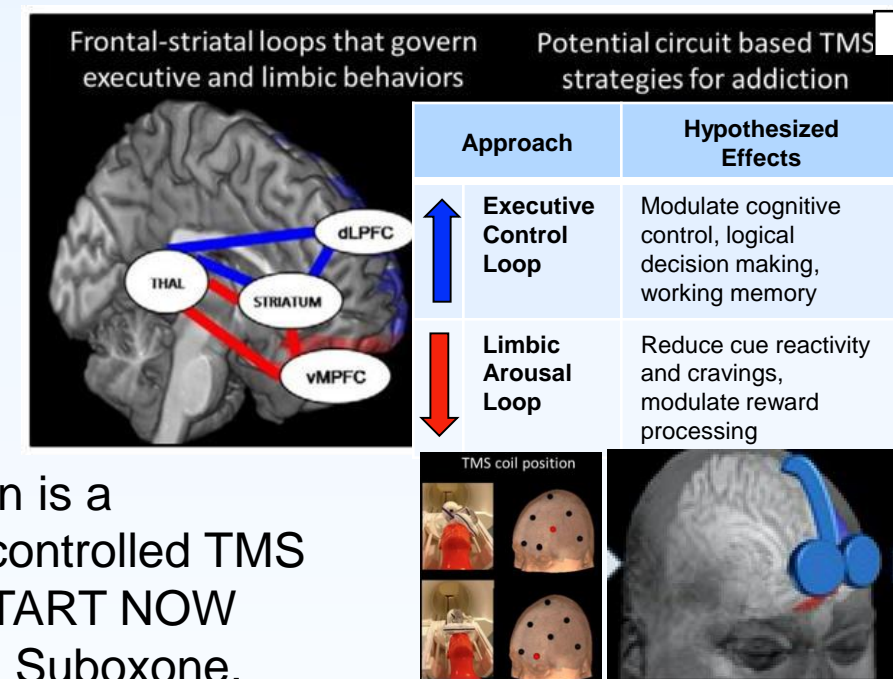 Frontal-striatal loops that govern
executive and limbic behaviors
Potential circuit based TMS
strategies for addiction
dLPFC
THAL
STRIATUM
vMPFC
Approach
Hypothesized
Effects
Executive
Control
Loop
Modulate cognitive
control, logical
decision making,
working memory
Limbic
Arousal
Loop
Reduce cue reactivity
and cravings,
modulate reward
processing
TMS coil position
n is a
controlled TMS
TART NOW
Suboxone.